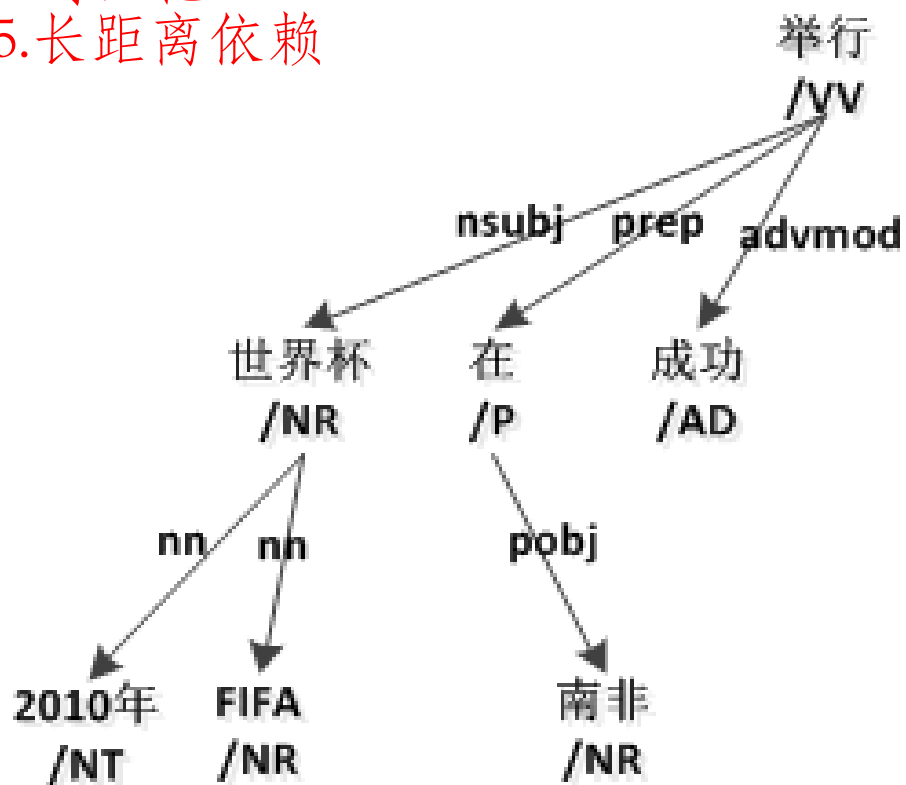 5.长距离依赖
举行
/VV
nsubj prep advmod
世界杯 在 成功
/NR /P /AD
nn nn pobj
2010年 FIFA 南非
/NT /NR /NR